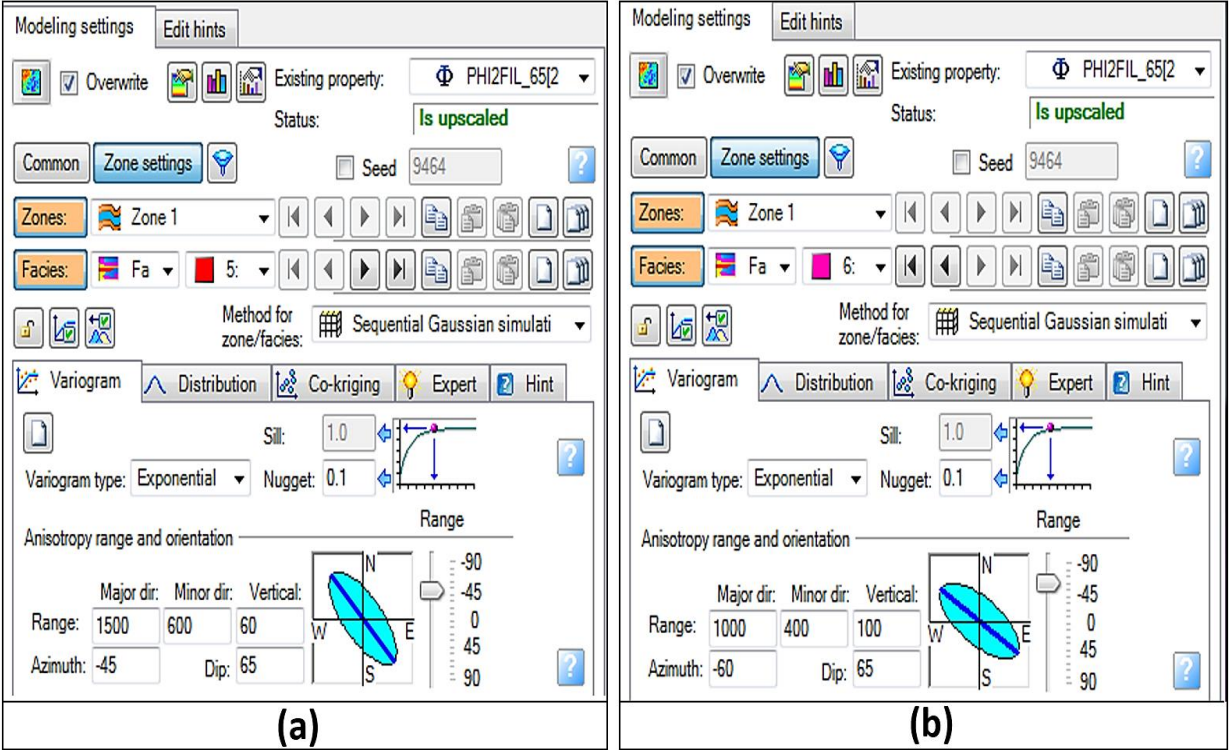 Modeling settings Edit hints
Overwrite Existing property: Φ PHI2FIL_65[2
Status: Is upscaled
Common Zone settings Seed 9464 ?
Zones: Zone 1
Facies: Fa 5:
Method for
zone/facies: Sequential Gaussian simulati
Variogram Distribution Co-kriging Expert ? Hint
Sill: 1.0
?
Variogram type: Exponential Nugget: 0.1
Range
Anisotropy range and orientation
N -90
Major dir: Minor dir: Vertical: -45
Range: 1500 600 60 W E 0
45
Azimuth: -45 Dip: 65 S 90 ?
(a)
Modeling settings Edit hints
Overwrite Existing property: Φ PHI2FIL_65[2
Status: Is upscaled
Common Zone settings Seed 9464 ?
Zones: Zone 1
Facies: Fa 6:
Method for
zone/facies: Sequential Gaussian simulati
Variogram Distribution Co-kriging Expert ? Hint
Sill: 1.0
?
Variogram type: Exponential Nugget: 0.1
Range
Anisotropy range and orientation
N -90
Major dir: Minor dir: Vertical: -45
Range: 1000 400 100 W E 0
45
Azimuth: -60 Dip: 65 S 90 ?
(b)